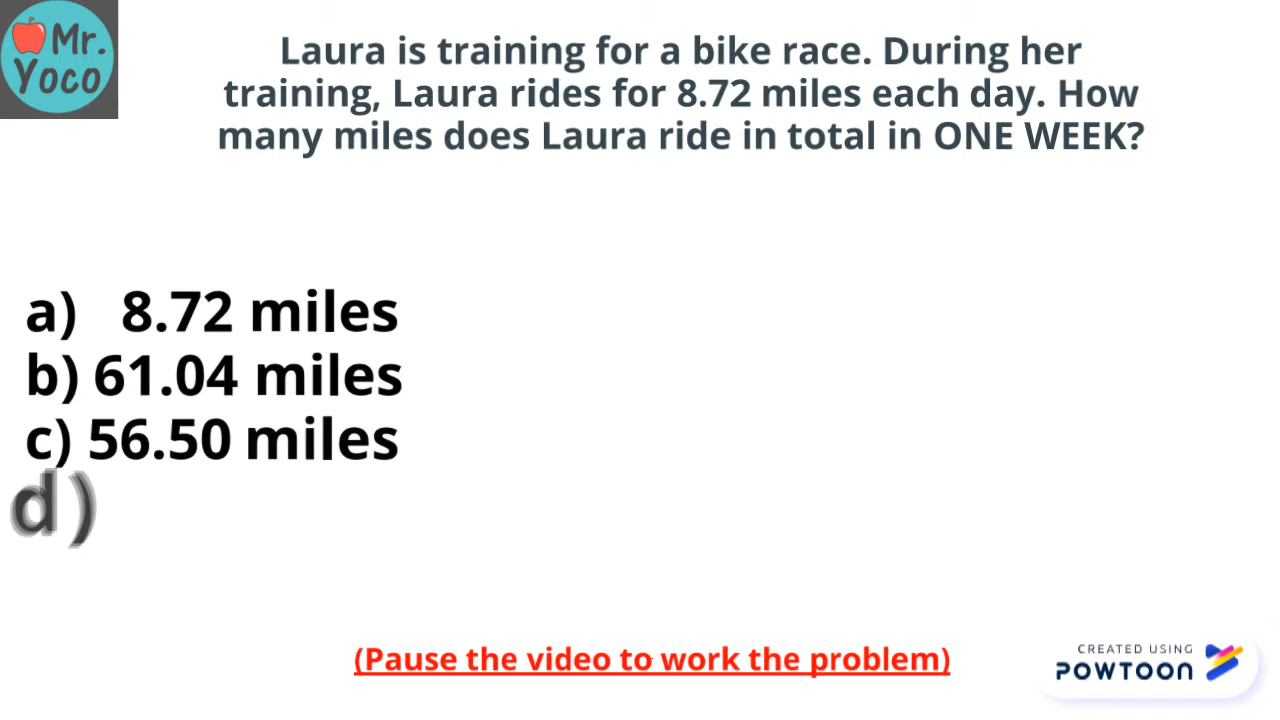 Mr.
Yoco
Laura is training for a bike race. During her
training, Laura rides for 8.72 miles each day. How
many miles does Laura ride in total in ONE WEEK?
a) 8.72 miles
b) 61.04 miles
c) 56.50 miles
d)
(Pause the video to work the problem)
CREATED USING
POWTOON